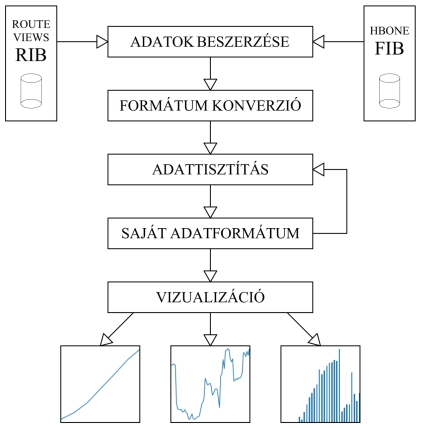 ROUTE
VIEWS
RIB
ADATOK BESZERZÉSE
HBONE
FIB
FORMÁTUM KONVERZIÓ
ADATTISZTÍTÁS
SAJÁT ADATFORMÁTUM
VIZUALIZÁCIÓ